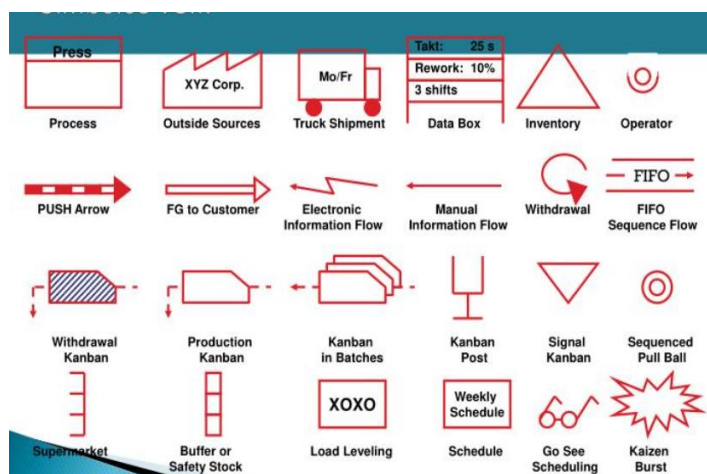 Press
XYZ Corp.
Mo/Fr
Takt: 25 s
Rework: 10%
3 shifts
Process
Outside Sources
Truck Shipment
Data Box
Inventory
Operator
FIFO
PUSH Arrow
FG to Customer
Electronic
Information Flow
Manual
Information Flow
Withdrawal
FIFO
Sequence Flow
Withdrawal
Kanban
Production
Kanban
Kanban
in Batches
Kanban
Post
Signal
Kanban
Sequenced
Pull Ball
XOXO
Weekly
Schedule
Supermarket
Buffer or
Safety Stock
Load Leveling
Schedule
Go See
Scheduling
Kaizen
Burst